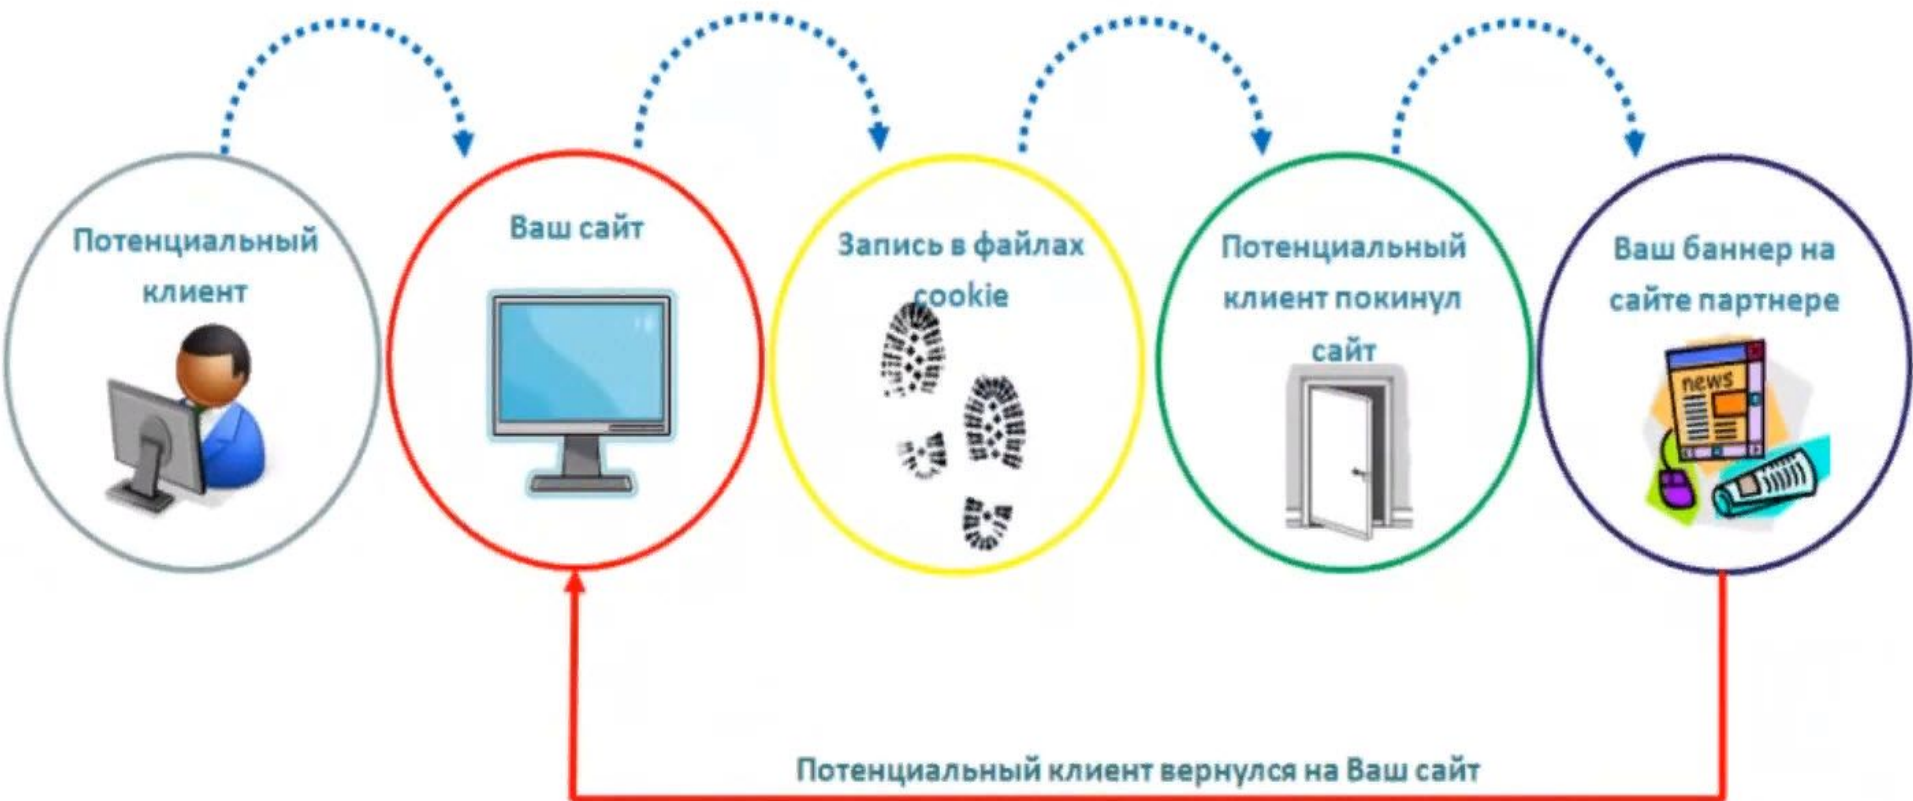 Потенциальный
клиент
Ваш сайт
Запись в файлах
cookie
Потенциальный
клиент покинул
сайт
Ваш баннер на
сайте партнере
news
Потенциальный клиент вернулся на Ваш сайт